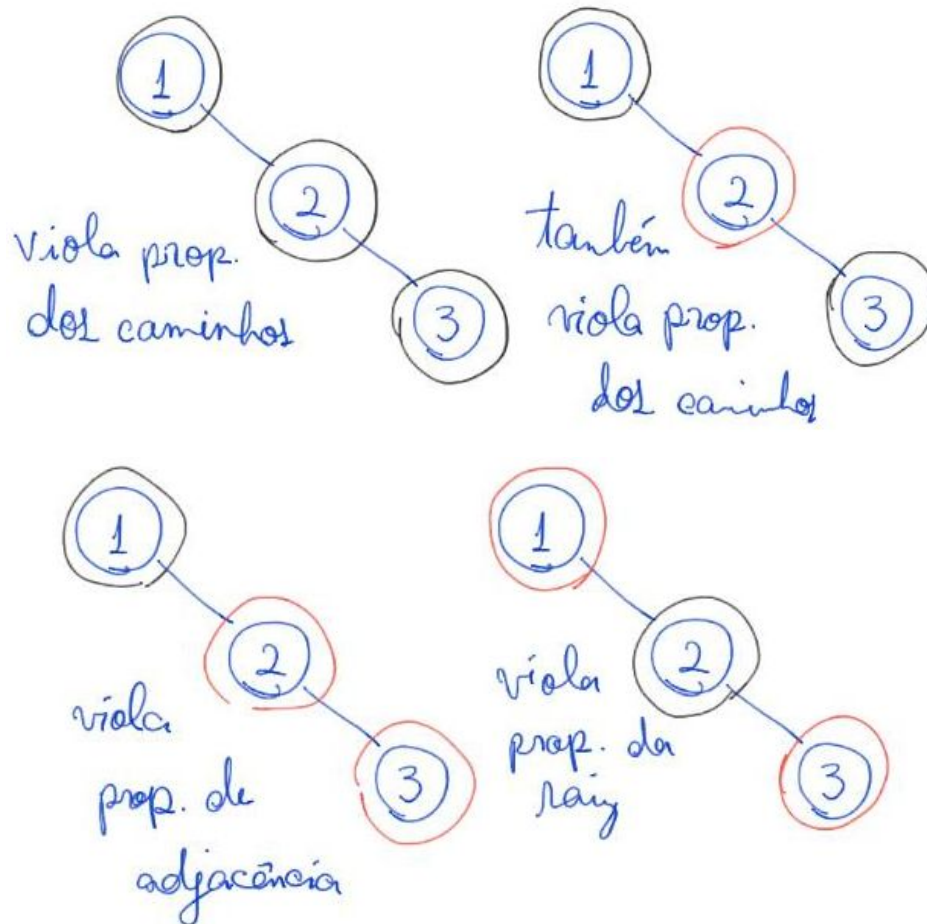 1
2
3
viola prop.
dos caminhos
1
2
3
também
viola prop.
dos caminhos
1
2
3
viola
prop. de
adjacência
1
2
3
viola
prop. da
raiz